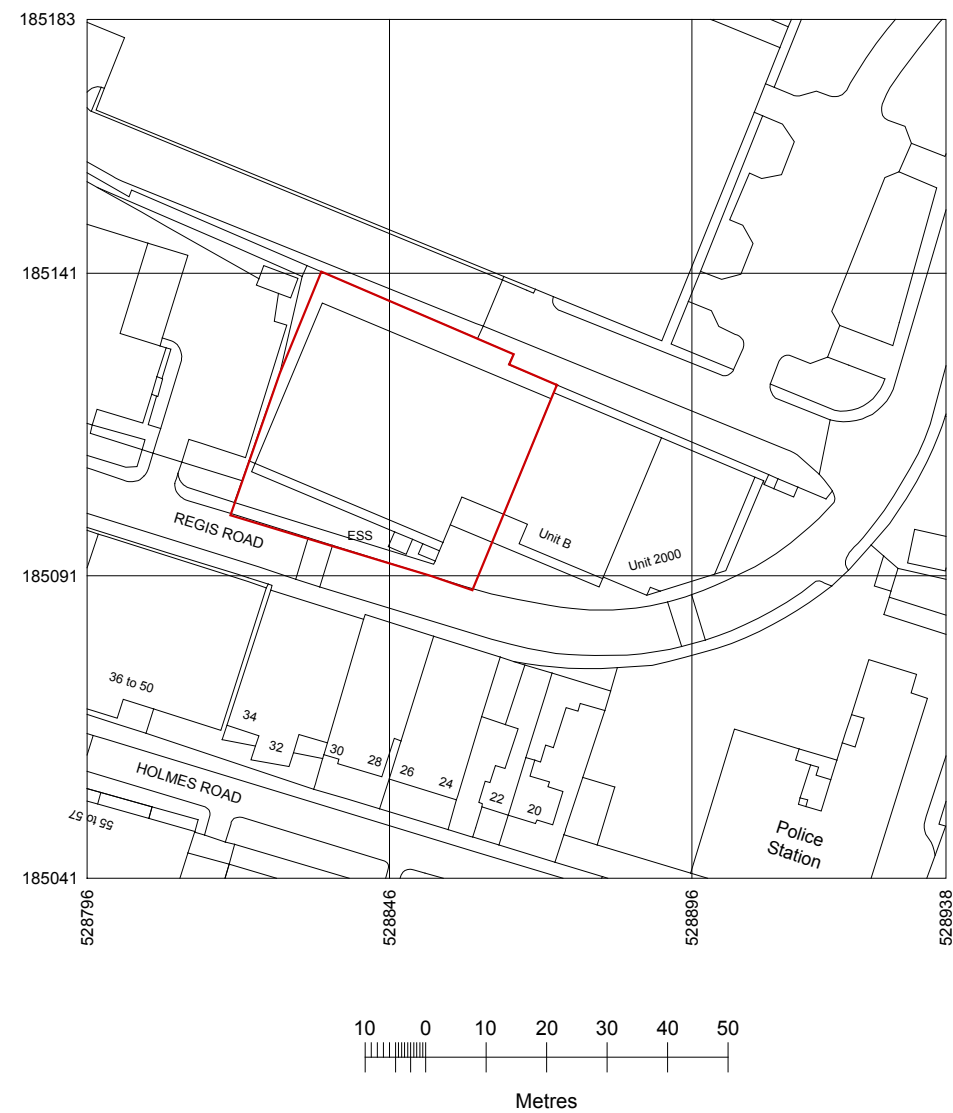 185183
185141
REGIS ROAD
ESS
Unit B
Unit 2000
185091
36 to 50
34
32
30
28
26
24
22
20
HOLMES ROAD
55 to 57
Police
Station
185041
528796
528846
528896
528938
10 0 10 20 30 40 50
Metres